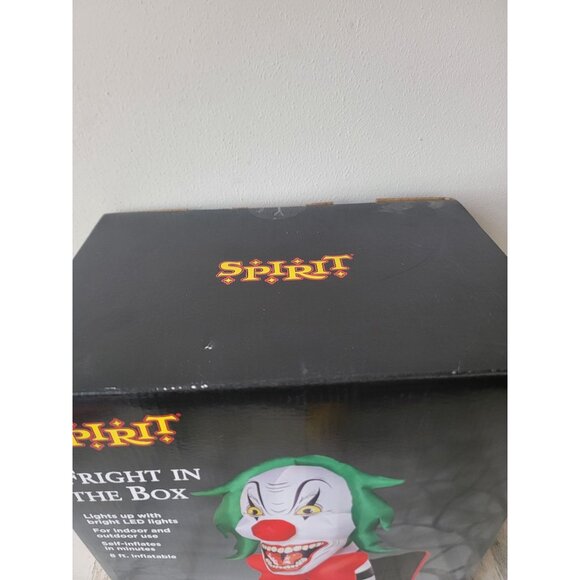 SPIRIT
SPIRIT
FRIGHT IN
THE BOX
Lights up with
bright LED lights
For indoor and
outdoor use
Self-inflates
in minutes
6 ft. inflatable